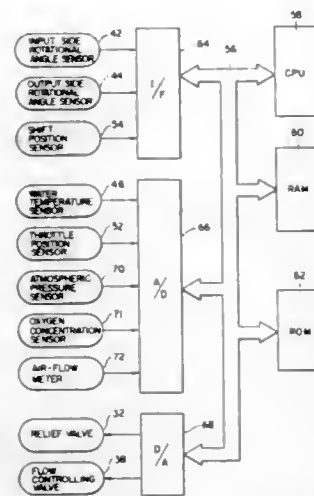 INPUT SIDE
ROTATIONAL
ANGLE SENSOR
42
OUTPUT SIDE
ROTATIONAL
ANGLE SENSOR
44
SHIFT
POSITION
SENSOR
54
I/F
64
56
58
CPU
60
RAM
62
ROM
WATER
TEMPERATURE
SENSOR
46
THROTTLE
POSITION
SENSOR
52
ATMOSPHERIC
PRESSURE
SENSOR
70
OXYGEN
CONCENTRATION
SENSOR
71
AIR-FLOW
METER
72
A/D
66
RELIEF VALVE
32
FLOW
CONTROLLING
VALVE
38
D/A
68